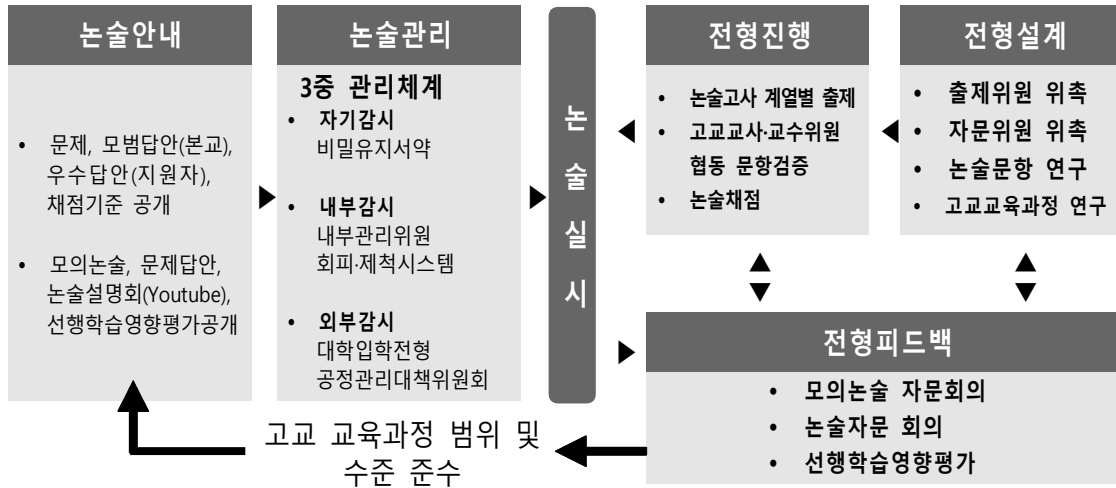 논술안내
• 문제, 모범답안(본교),
우수답안(지원자),
채점기준 공개
• 모의논술, 문제답안,
논술설명회(Youtube),
선행학습영향평가공개
논술관리
3중 관리체계
• 자기감시
비밀유지서약
• 내부감시
내부관리위원
회피·제척시스템
• 외부감시
대학입학전형
공정관리대책위원회
논
술
실
시
전형진행
• 논술고사 계열별 출제
• 고교교사·교수위원
협동 문항검증
• 논술채점
전형설계
• 출제위원 위촉
• 자문위원 위촉
• 논술문항 연구
• 고교교육과정 연구
전형피드백
• 모의논술 자문회의
• 논술자문 회의
• 선행학습영향평가
고교 교육과정 범위 및
수준 준수